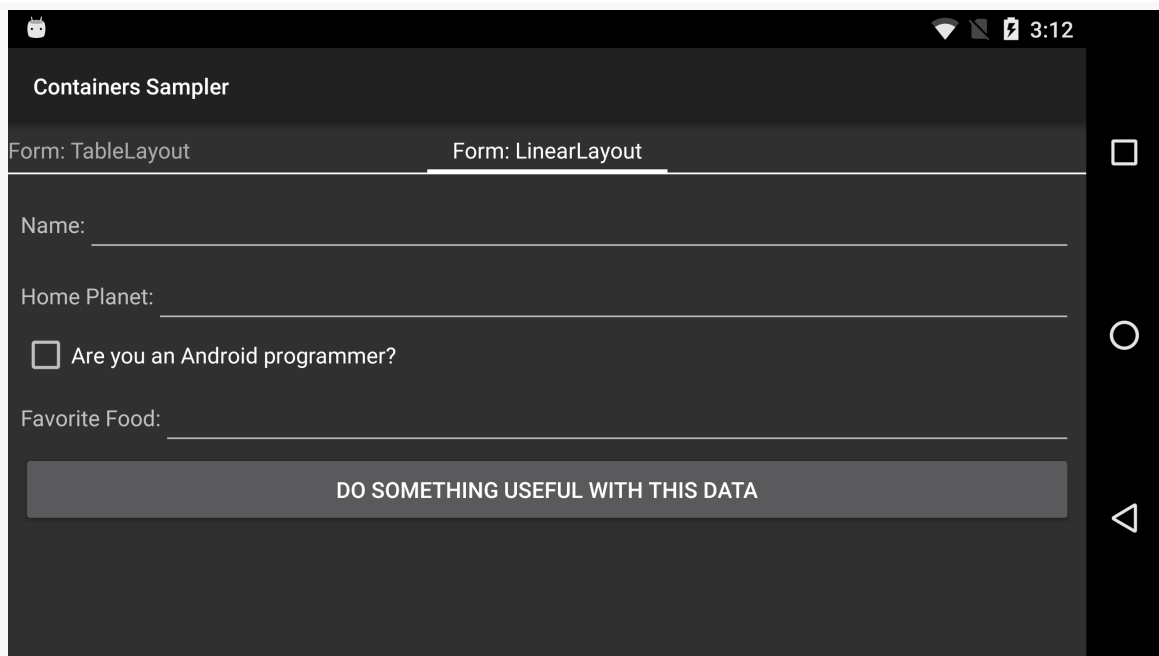 3:12
Containers Sampler
Form: TableLayout
Form: LinearLayout
Name:
Home Planet:
Are you an Android programmer?
Favorite Food:
DO SOMETHING USEFUL WITH THIS DATA